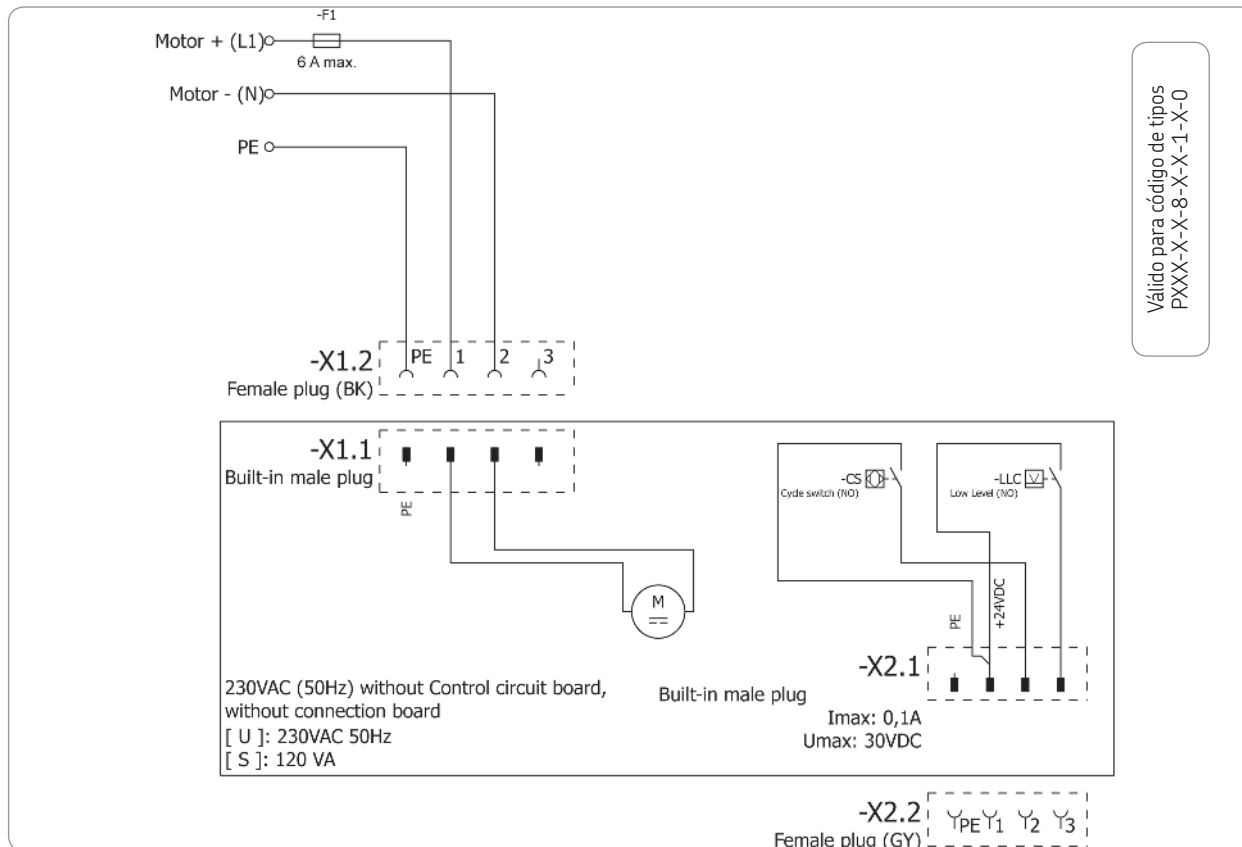 -F1
Motor + (L1)
6 A max.
Motor - (N)
PE
Válido para código de tipos
PXXX-X-X-8-X-X-1-X-0
-X1.2
PE 1 2 3
Female plug (BK)
-X1.1
Built-in male plug
PE
-CS
Cycle switch (NO)
-LLC
Low Level (NO)
M
PE
+24VDC
-X2.1
Built-in male plug
Imax: 0,1A
Umax: 30VDC
230VAC (50Hz) without Control circuit board,
without connection board
[ U ]: 230VAC 50Hz
[ S ]: 120 VA
-X2.2
PE 1 2 3
Female plug (GY)